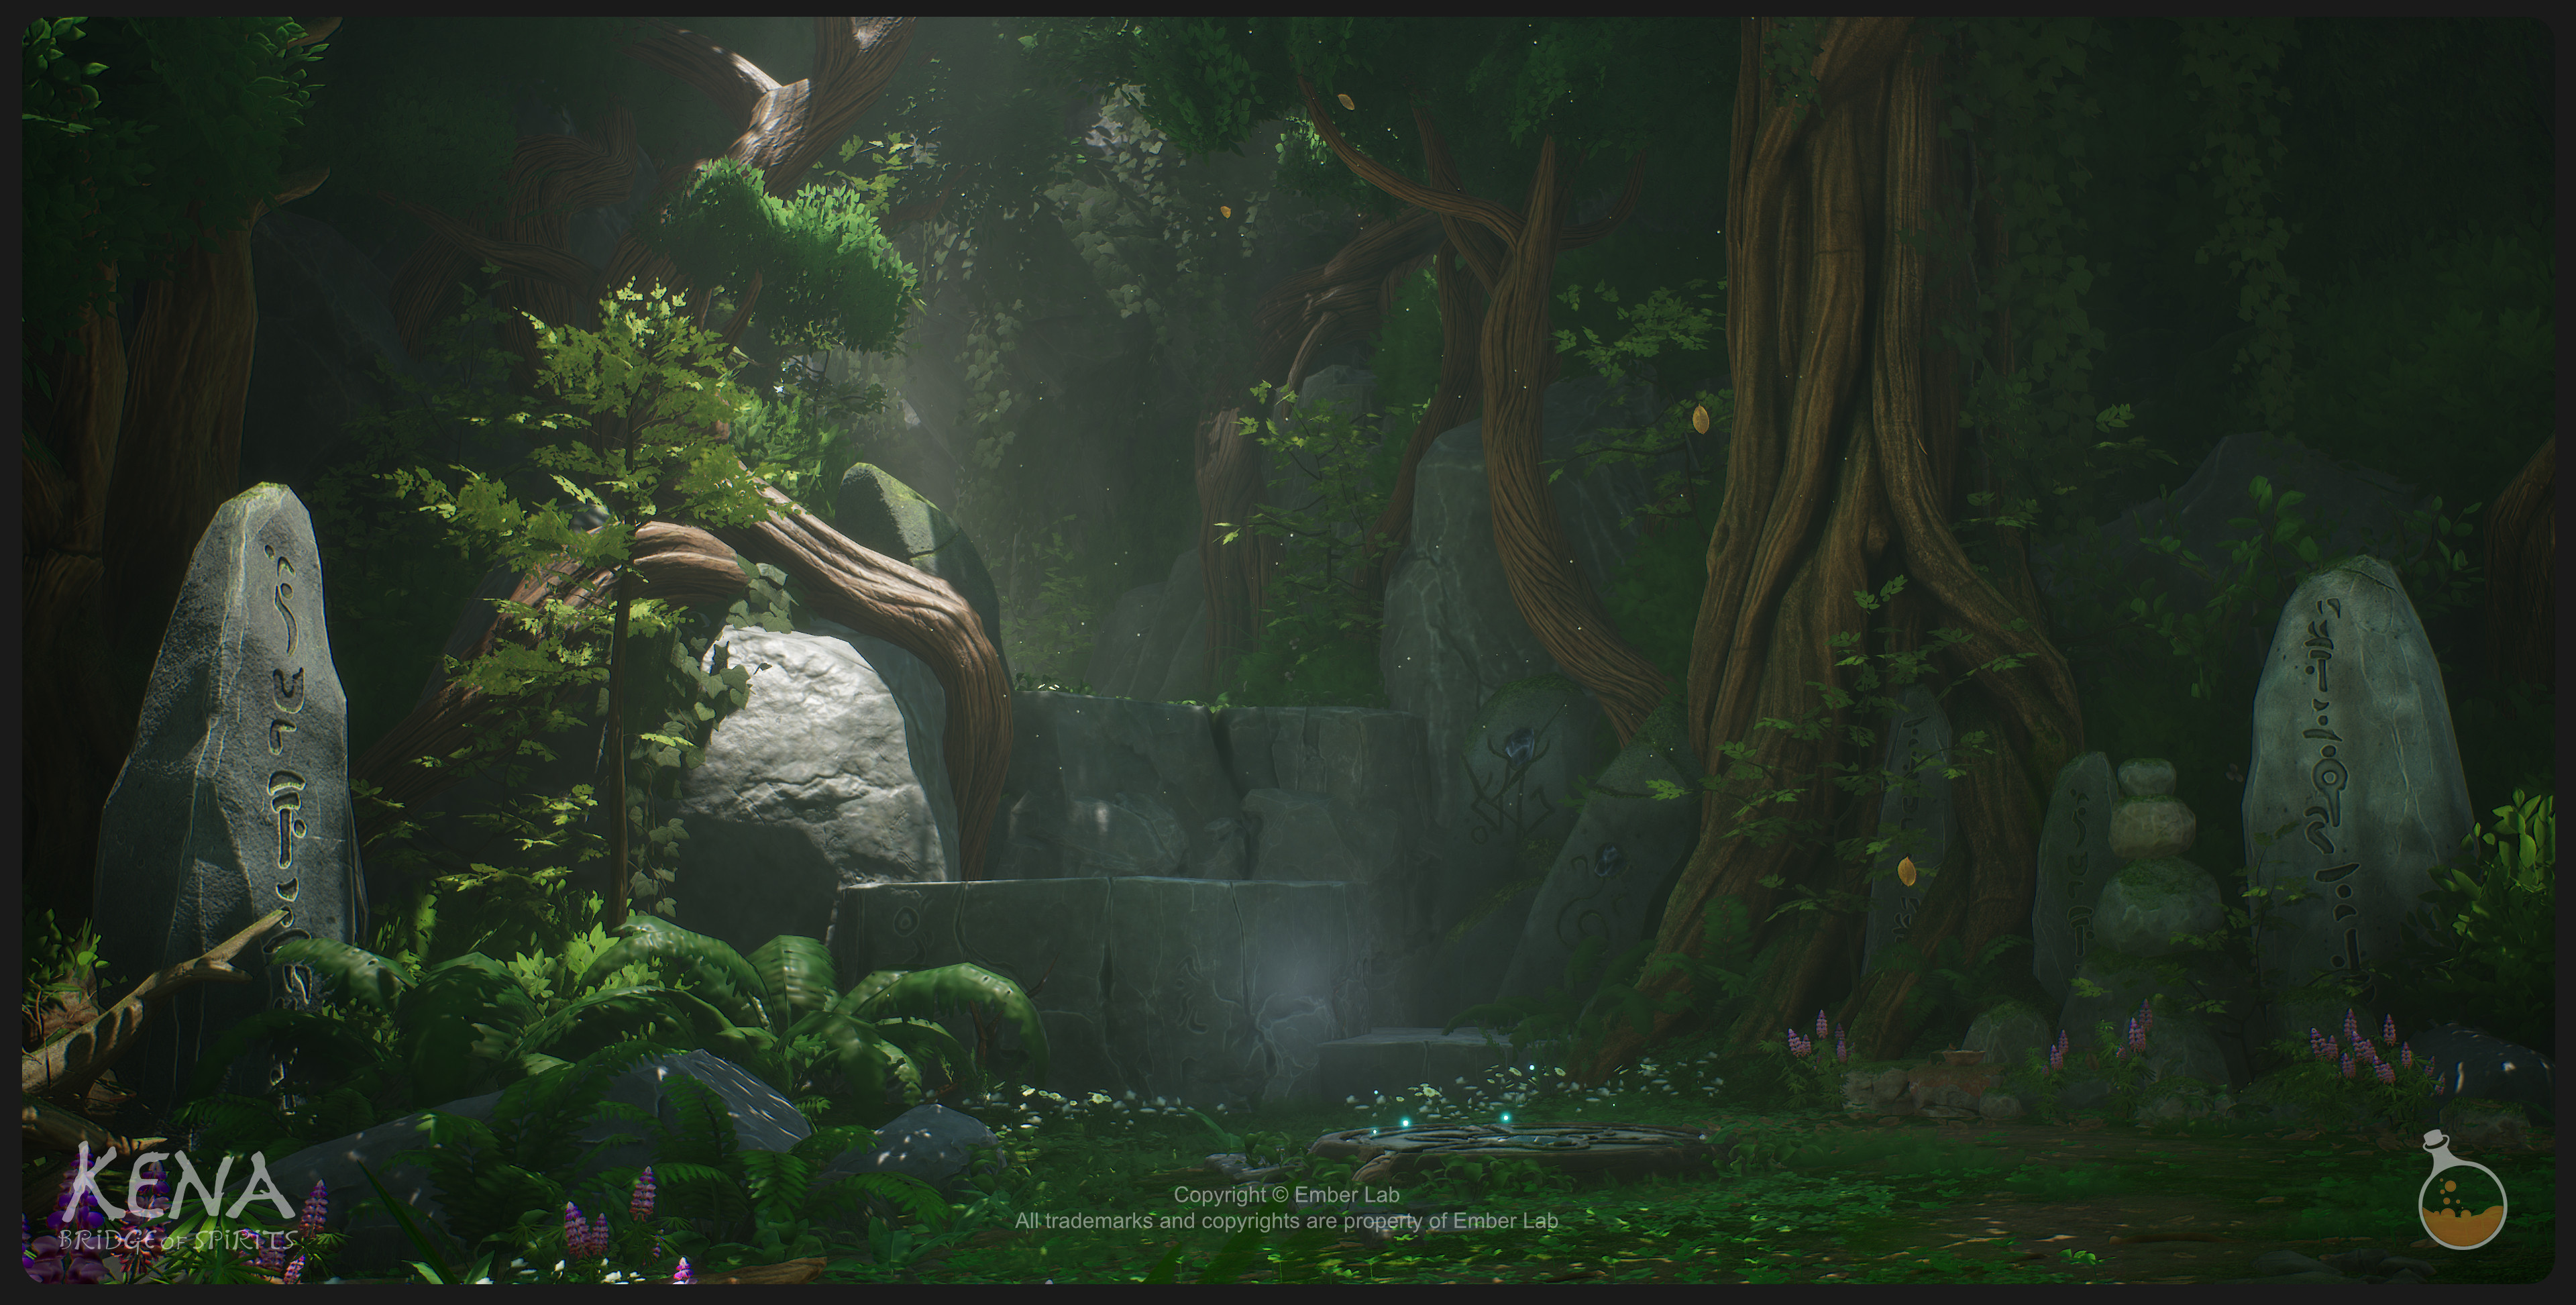 KENA
BRIDGE OF SPIRITS
Copyright © Ember Lab
All trademarks and copyrights are property of Ember Lab